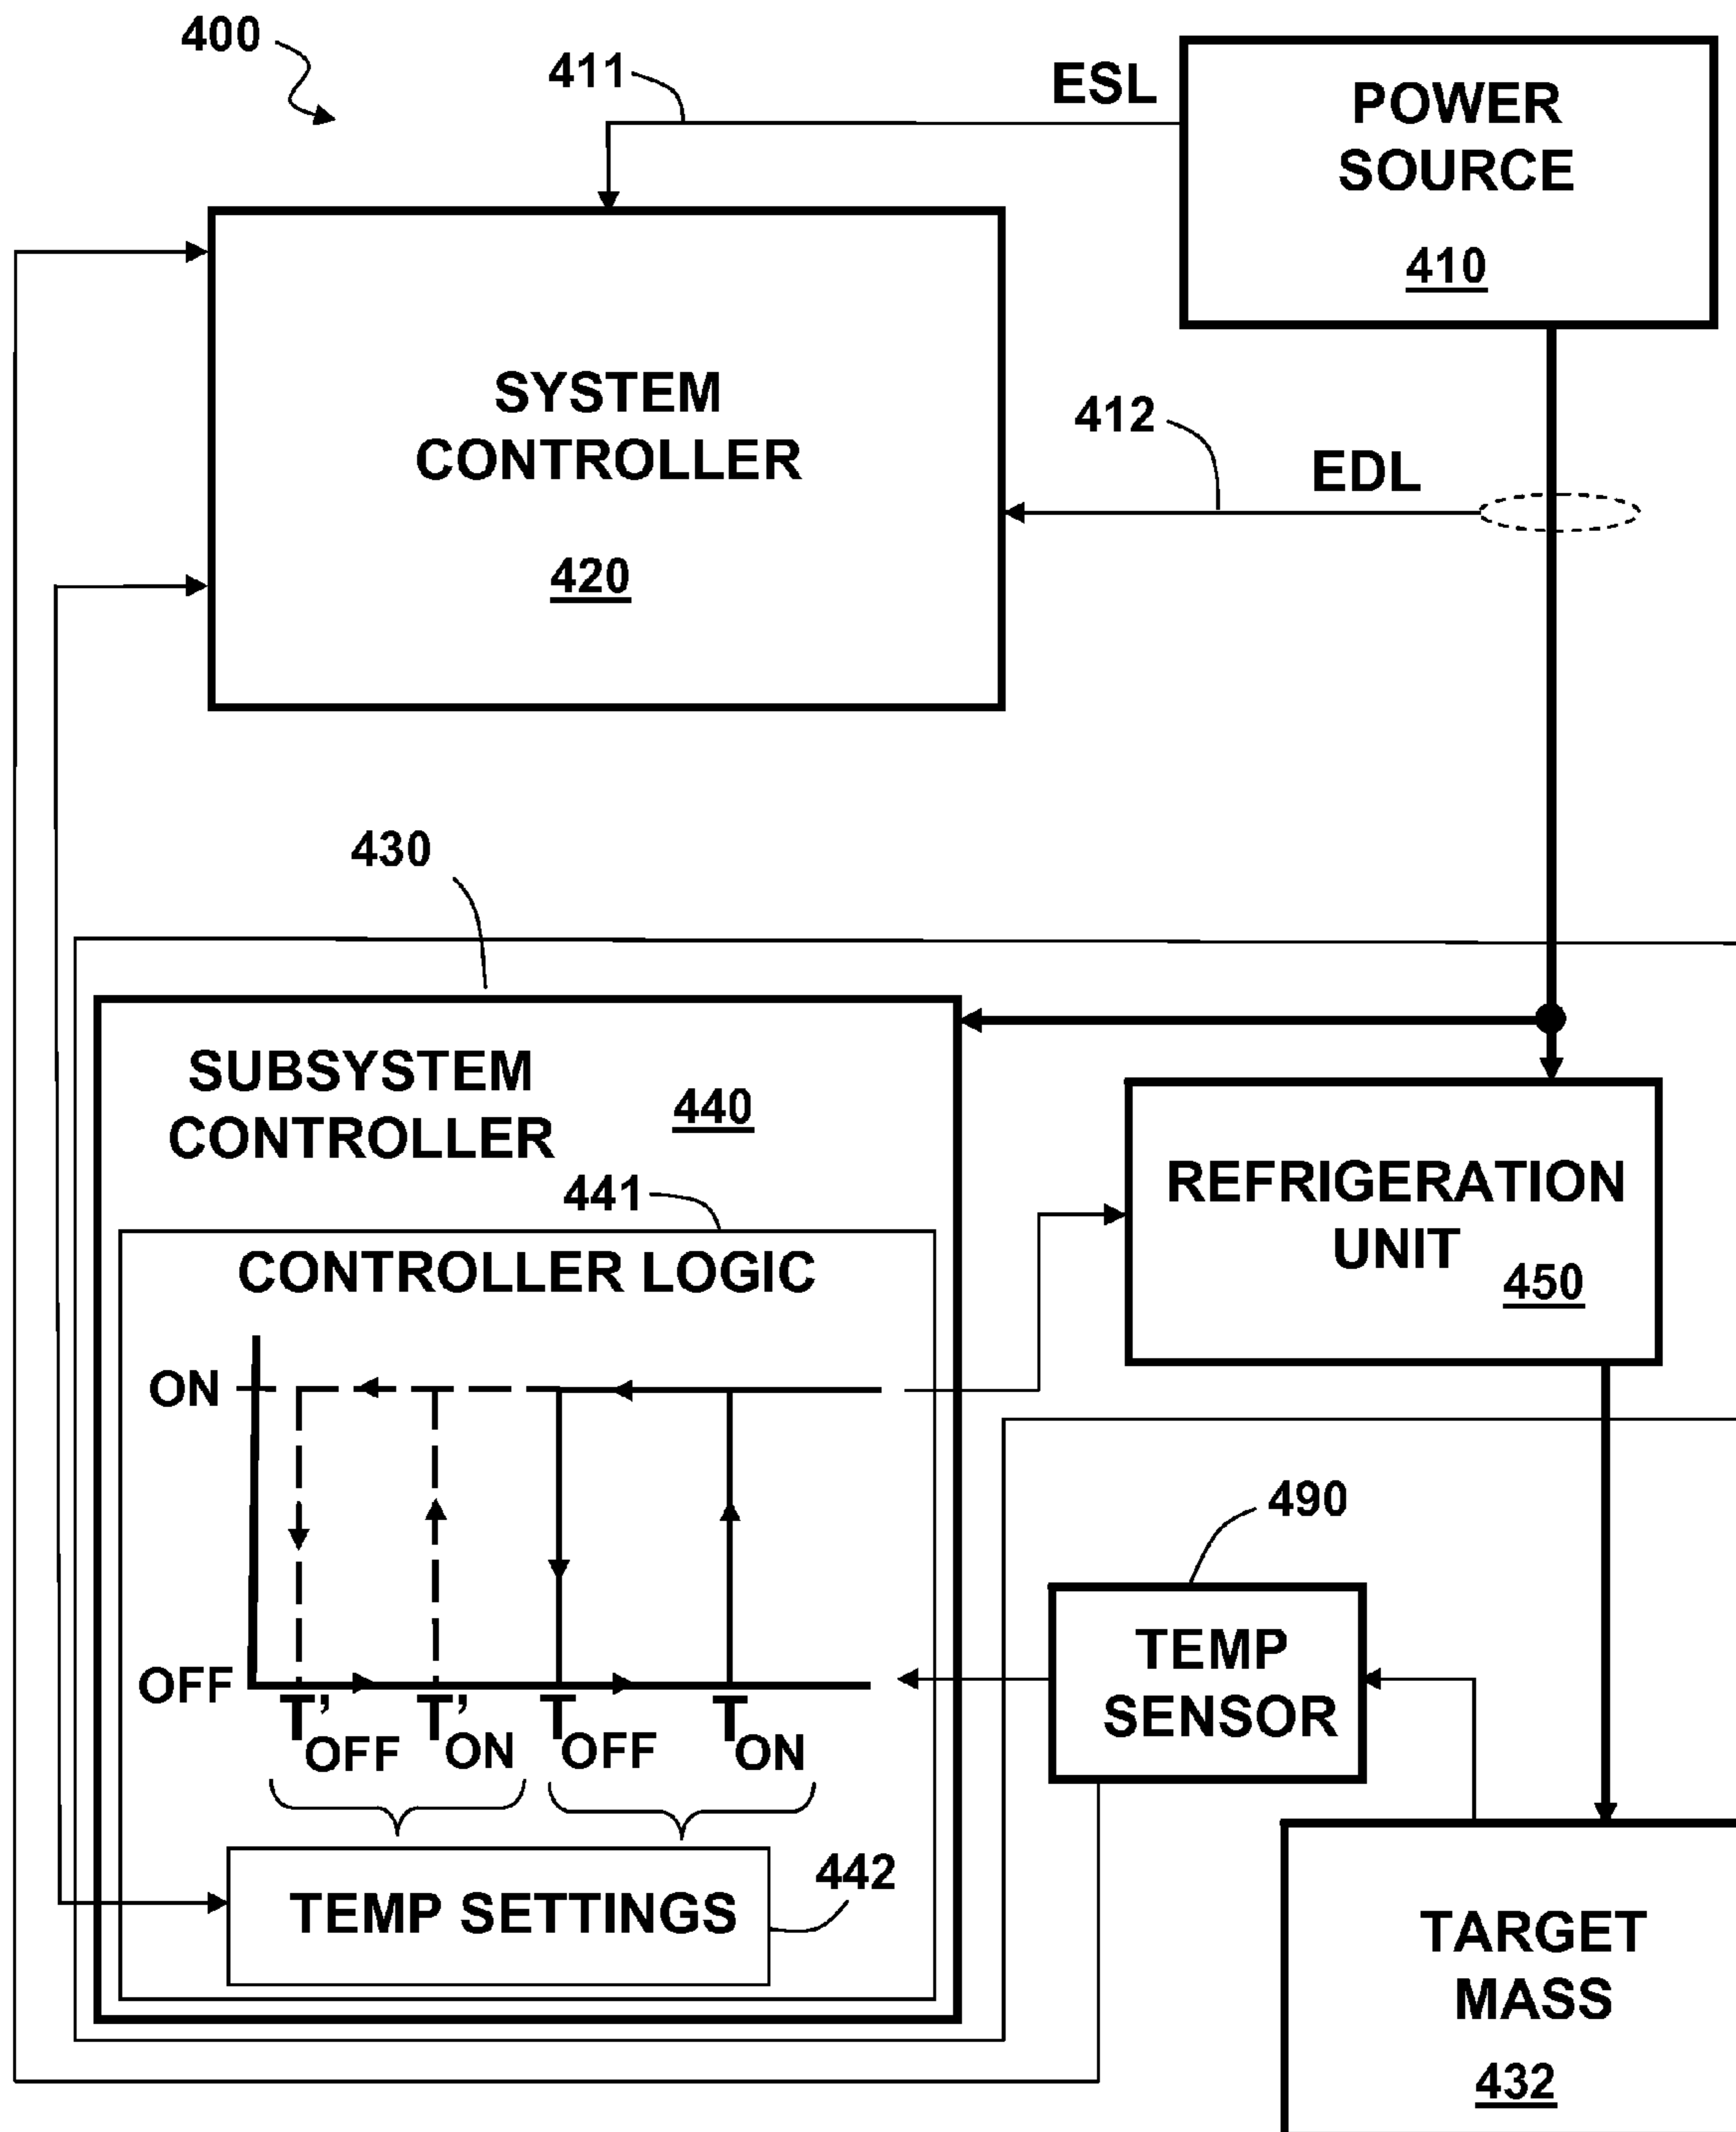 400
411
ESL
POWER
SOURCE
410
SYSTEM
CONTROLLER
420
412
EDL
430
SUBSYSTEM
CONTROLLER
440
441
CONTROLLER LOGIC
REFRIGERATION
UNIT
450
ON
OFF
T'OFF T'ON TOFF TON
490
TEMP
SENSOR
TEMP SETTINGS
442
TARGET
MASS
432